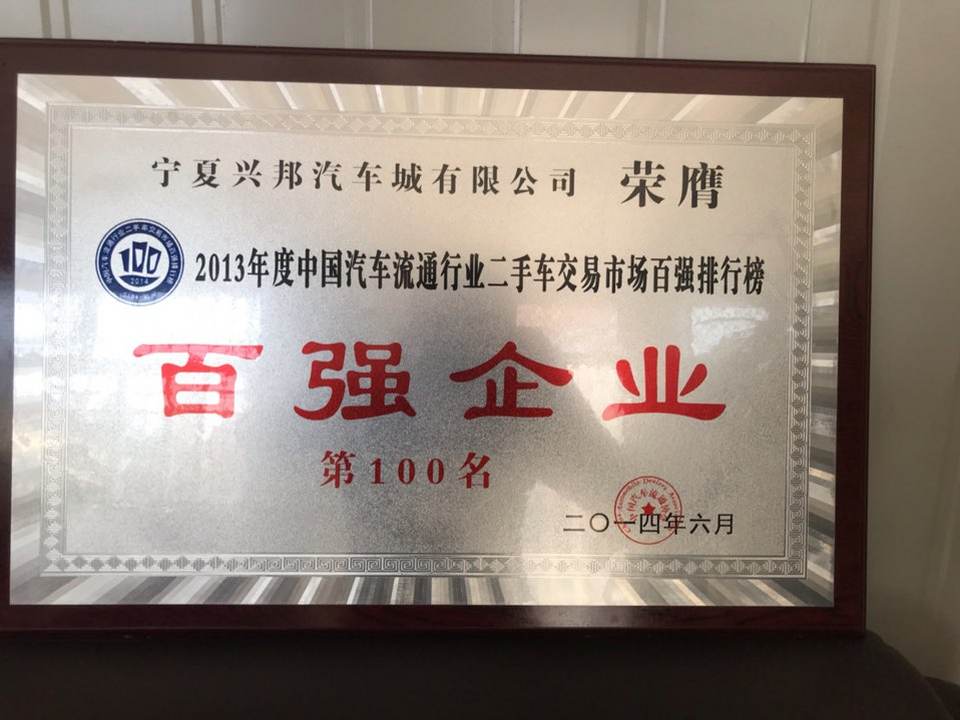 宁夏兴邦汽车城有限公司 荣膺
100
2014
2013年度中国汽车流通行业二手车交易市场百强排行榜
百强企业
第100名
二〇一四年六月